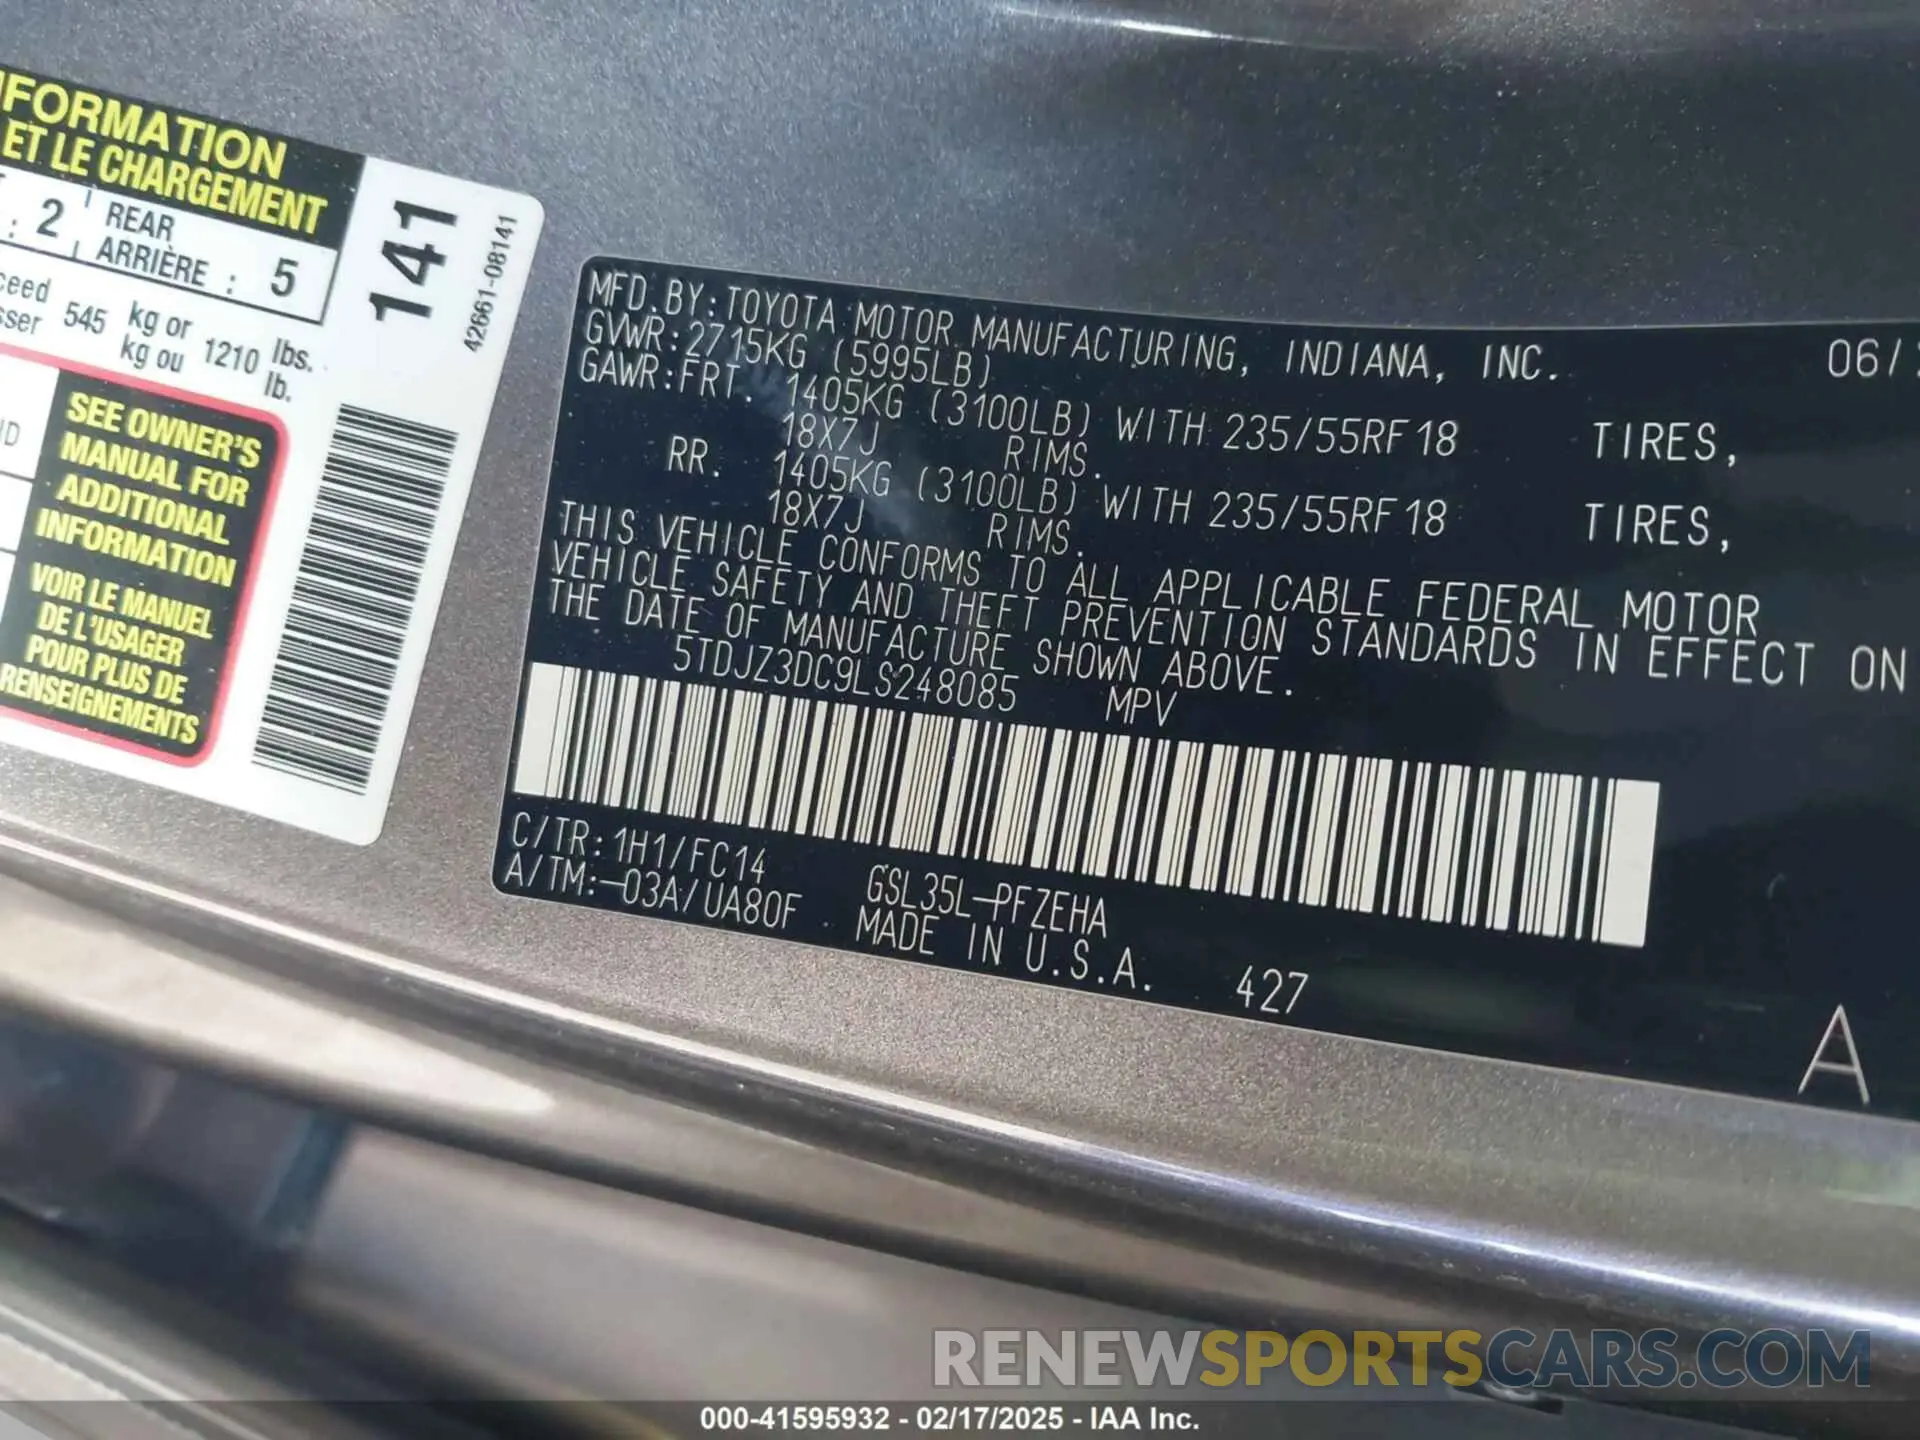 FORMATION
ET LE CHARGEMENT
: 2 REAR
ARRIÈRE : 5
545 kg or 1210 lbs.
kg ou lb.
SEE OWNER'S
MANUAL FOR
ADDITIONAL
INFORMATION
VOIR LE MANUEL
DE L'USAGER
POUR PLUS DE
RENSEIGNEMENTS
141
42661-08141
MFD. BY: TOYOTA MOTOR MANUFACTURING, INDIANA, INC. 06/
GVWR: 2715KG (5995LB)
GAWR: FRT. 1405KG (3100LB) WITH 235/55RF18 TIRES,
18X7J RIMS.
RR. 1405KG (3100LB) WITH 235/55RF18 TIRES,
18X7J RIMS.
THIS VEHICLE CONFORMS TO ALL APPLICABLE FEDERAL MOTOR
VEHICLE SAFETY AND THEFT PREVENTION STANDARDS IN EFFECT ON
THE DATE OF MANUFACTURE SHOWN ABOVE.
5TDJZ3DC9LS248085 MPV
C/TR: 1H1/FC14
A/TM:-03A/UA80F GSL35L-PFZEHA
MADE IN U.S.A. 427
A
RENEWSPORTSCARS.COM
000-41595932 - 02/17/2025 - IAA Inc.